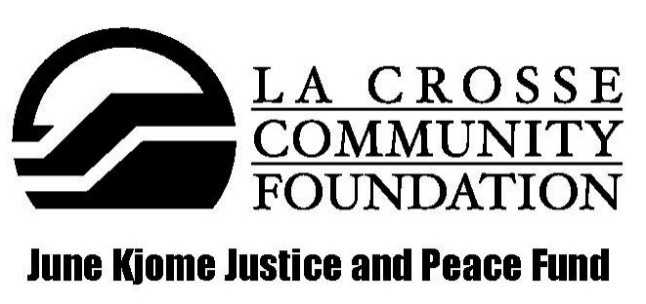 LA CROSSE
COMMUNITY
FOUNDATION
June Kjome Justice and Peace Fund